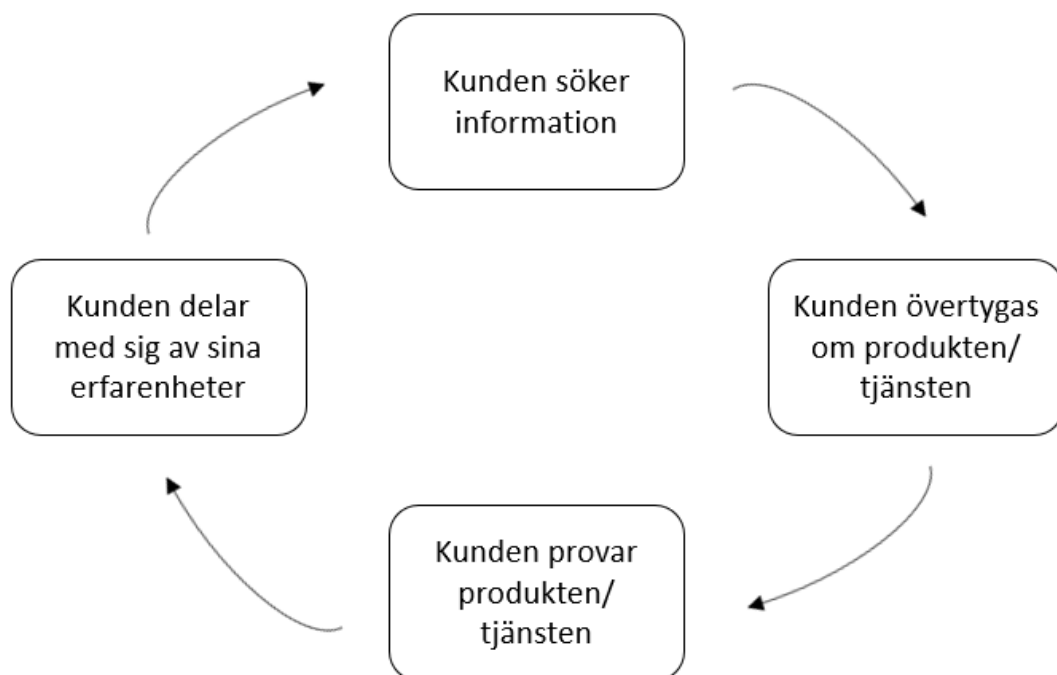 Kunden söker
information
Kunden övertygas
om produkten/
tjänsten
Kunden provar
produkten/
tjänsten
Kunden delar
med sig av sina
erfarenheter